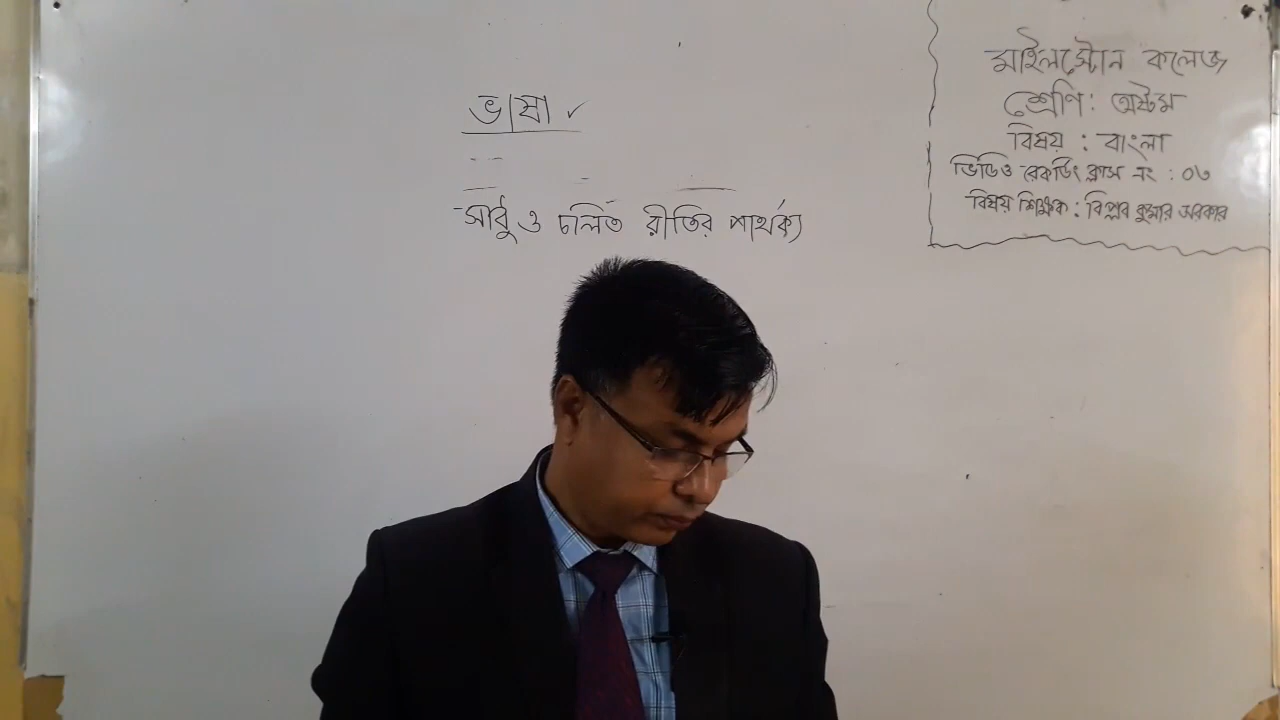 ভাষা
সাধু ও চলিত রীতির পার্থক্য
মাইলস্টোন কলেজ
শ্রেণি : অষ্টম
বিষয় : বাংলা
ভিডিও রেকর্ডিং ক্লাস নং : ০৩
বিষয় শিক্ষক : বিপ্লব কুমার সরকার